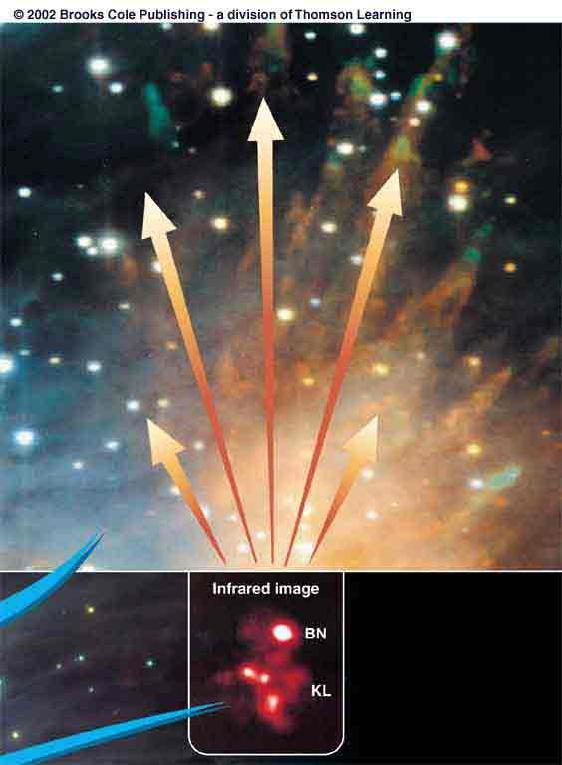 © 2002 Brooks Cole Publishing - a division of Thomson Learning
Infrared image
BN
KL